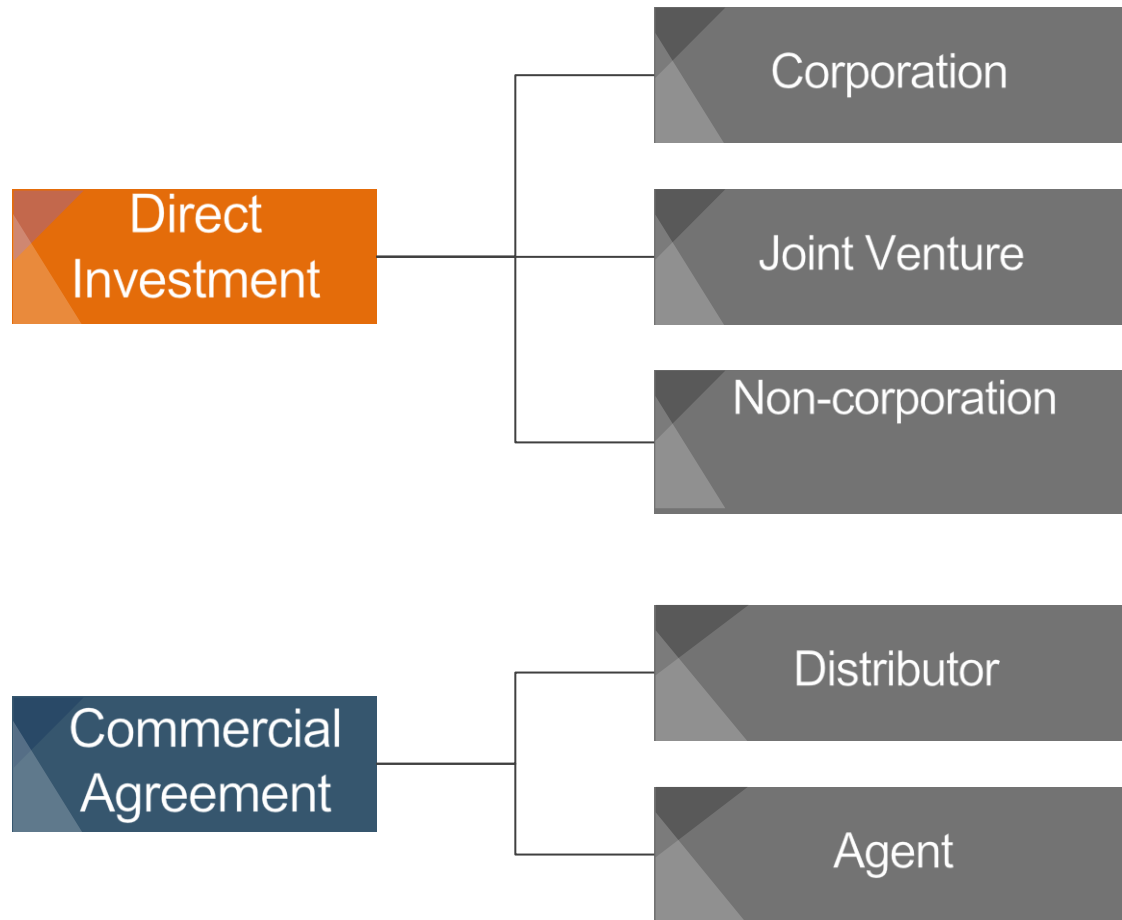 Corporation
Direct
Investment
Joint Venture
Non-corporation
Distributor
Commercial
Agreement
Agent